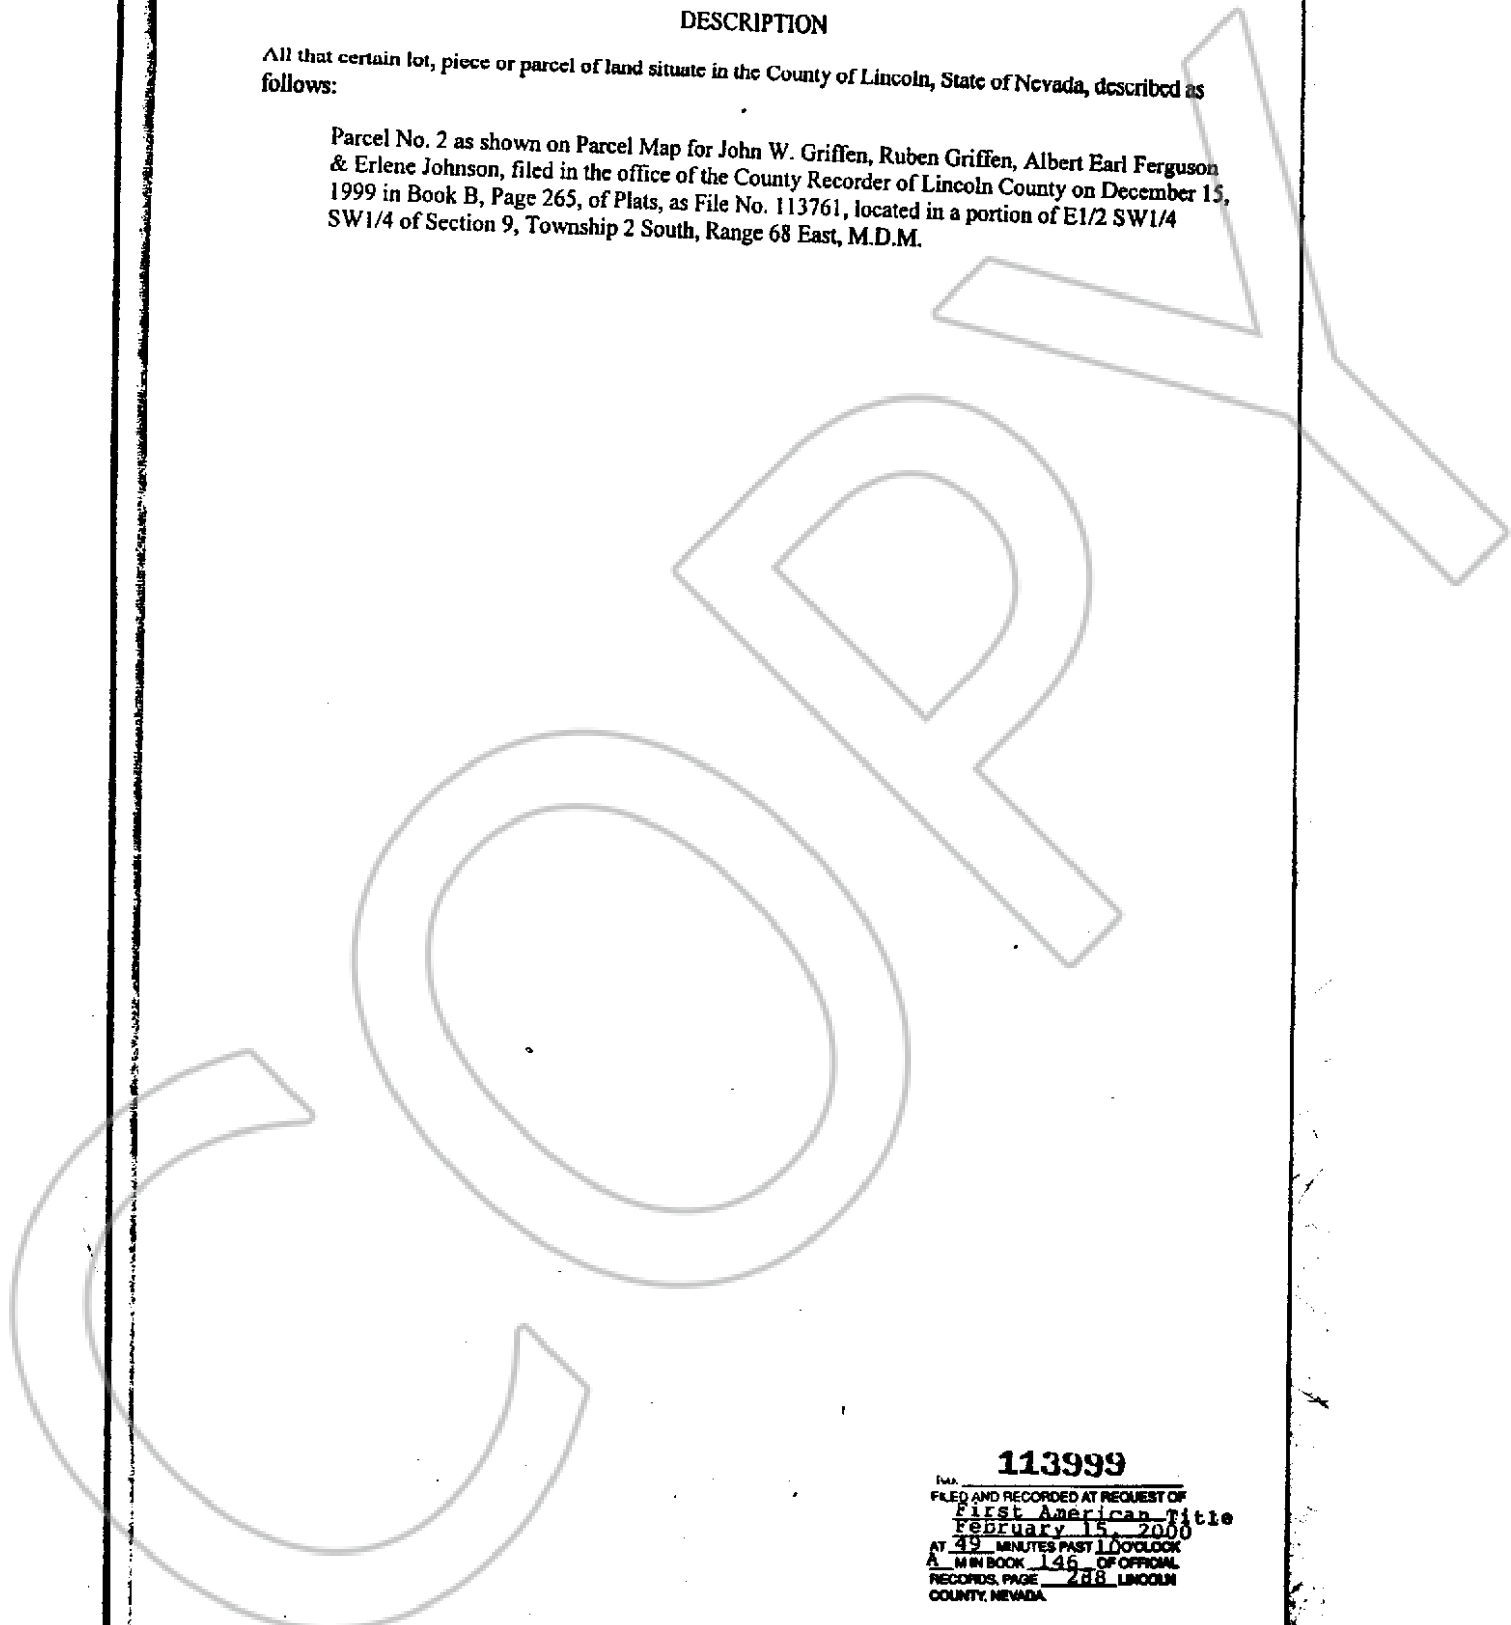 DESCRIPTION
All that certain lot, piece or parcel of land situate in the County of Lincoln, State of Nevada, described as
follows:
Parcel No. 2 as shown on Parcel Map for John W. Griffen, Ruben Griffen, Albert Earl Ferguson
& Erlene Johnson, filed in the office of the County Recorder of Lincoln County on December 15,
1999 in Book B, Page 265, of Plats, as File No. 113761, located in a portion of E1/2 SW1/4
SW1/4 of Section 9, Township 2 South, Range 68 East, M.D.M.
COPY
No. 113999
FILED AND RECORDED AT REQUEST OF
First American Title
February 15, 2000
AT 49 MINUTES PAST 10 O'CLOCK
A M IN BOOK 146 OF OFFICIAL
RECORDS, PAGE 288 LINCOLN
COUNTY, NEVADA